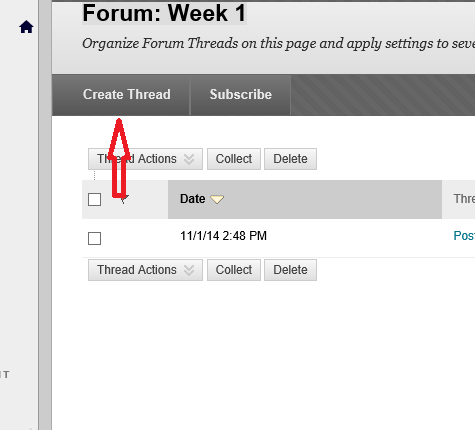 Forum: Week 1
Organize Forum Threads on this page and apply settings to seve
Create Thread Subscribe
Thread Actions Collect Delete
Date Thre
11/1/14 2:48 PM Pos
Thread Actions Collect Delete
NT